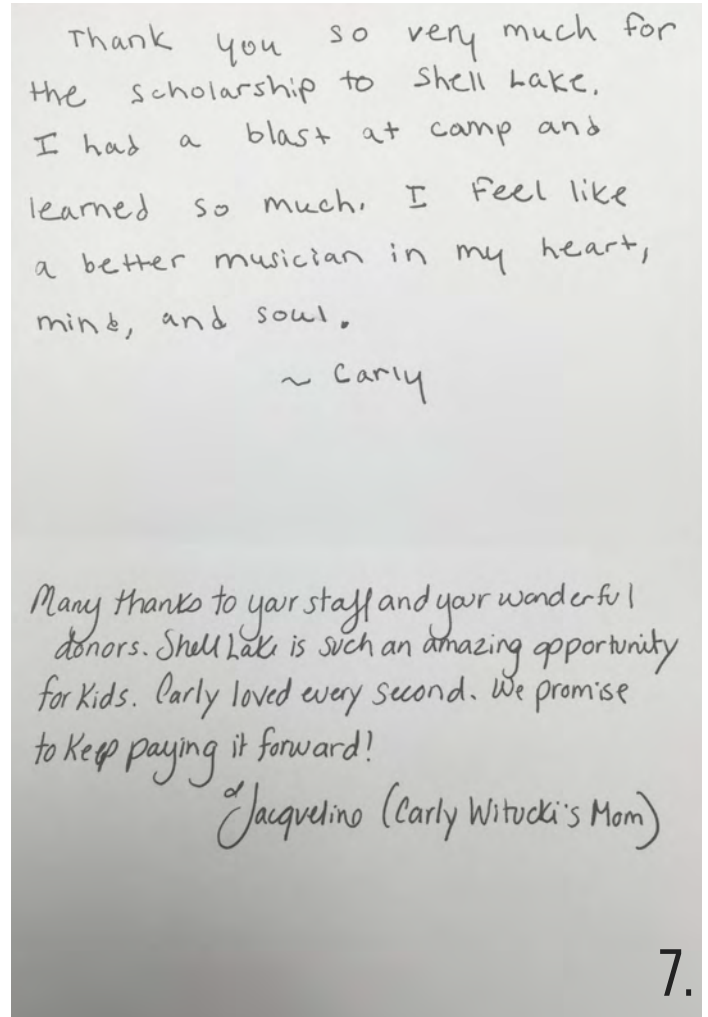 Thank you so very much for
the scholarship to Shell Lake.
I had a blast at camp and
learned so much. I feel like
a better musician in my heart,
mind, and soul.
~ Carly
Many thanks to your staff and your wonderful
donors. Shell Lake is such an amazing opportunity
for kids. Carly loved every second. We promise
to keep paying it forward!
Jacqueline (Carly Witucki's Mom)
7.